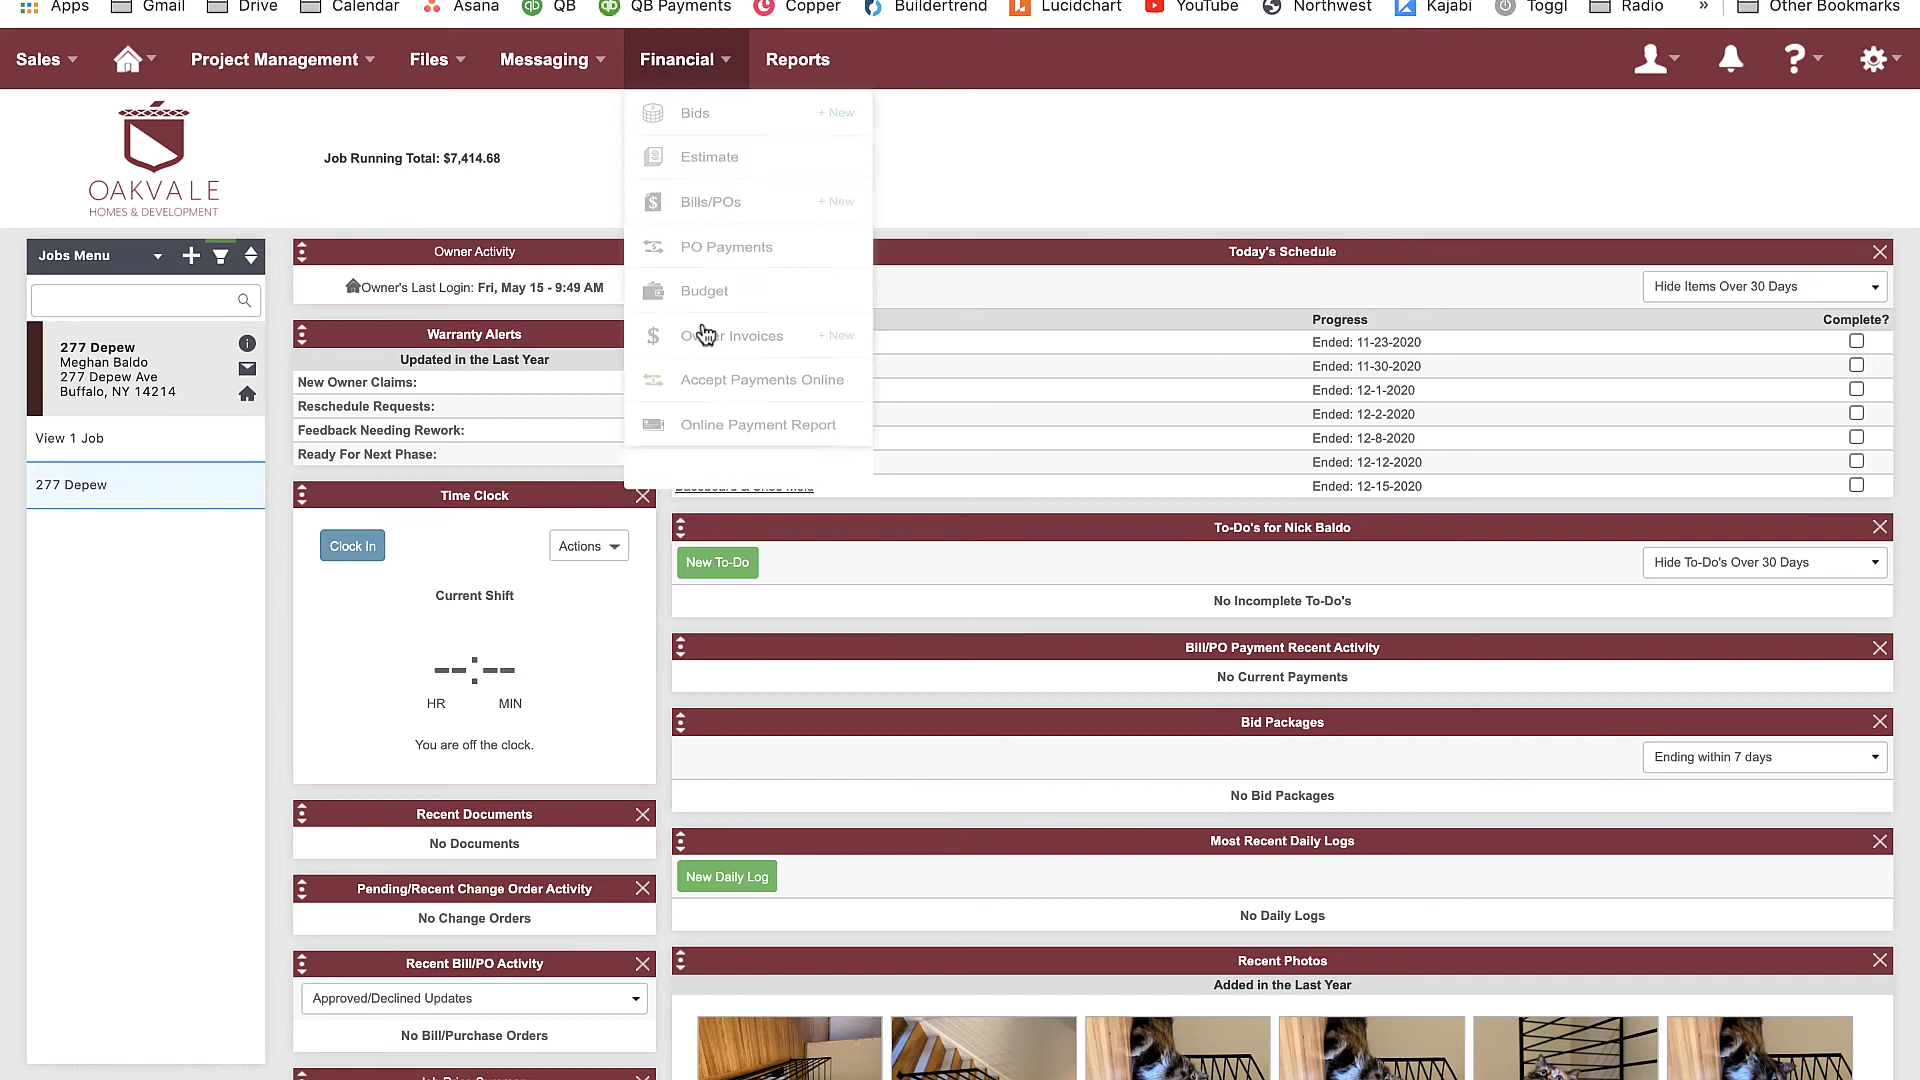 Apps Gmail Drive Calendar Asana QB QB Payments Copper Buildertrend Lucidchart YouTube Northwest Kajabi Toggl Radio » Other Bookmarks
Sales Project Management Files Messaging Financial Reports
OAKVALE
HOMES & DEVELOPMENT
Job Running Total: $7,414.68
Bids + New
Estimate
Bills/POs + New
PO Payments
Budget
Owner Invoices + New
Accept Payments Online
Online Payment Report
Jobs Menu
277 Depew
Meghan Baldo
277 Depew Ave
Buffalo, NY 14214
View 1 Job
277 Depew
Owner Activity
Owner's Last Login: Fri, May 15 - 9:49 AM
Warranty Alerts
Updated in the Last Year
New Owner Claims:
Reschedule Requests:
Feedback Needing Rework:
Ready For Next Phase:
Time Clock
Clock In Actions
Current Shift
--:--
HR MIN
You are off the clock.
Recent Documents
No Documents
Pending/Recent Change Order Activity
No Change Orders
Recent Bill/PO Activity
Approved/Declined Updates
No Bill/Purchase Orders
Today's Schedule
Hide Items Over 30 Days
Progress Complete?
Ended: 11-23-2020
Ended: 11-30-2020
Ended: 12-1-2020
Ended: 12-2-2020
Ended: 12-8-2020
Ended: 12-12-2020
Ended: 12-15-2020
To-Do's for Nick Baldo
New To-Do Hide To-Do's Over 30 Days
No Incomplete To-Do's
Bill/PO Payment Recent Activity
No Current Payments
Bid Packages
Ending within 7 days
No Bid Packages
Most Recent Daily Logs
New Daily Log
No Daily Logs
Recent Photos
Added in the Last Year